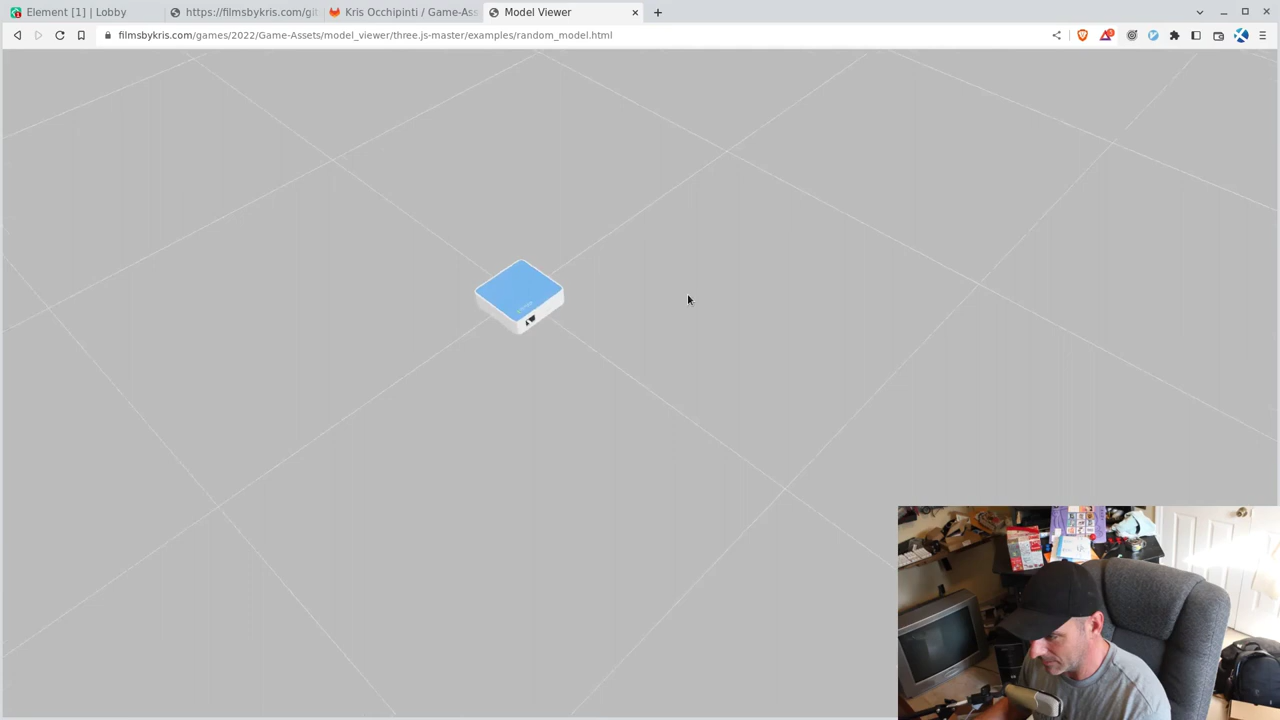 Element [1] | Lobby
https://filmsbykris.com/git
Kris Occhipinti / Game-Ass
Model Viewer
filmsbykris.com/games/2022/Game-Assets/model_viewer/three.js-master/examples/random_model.html